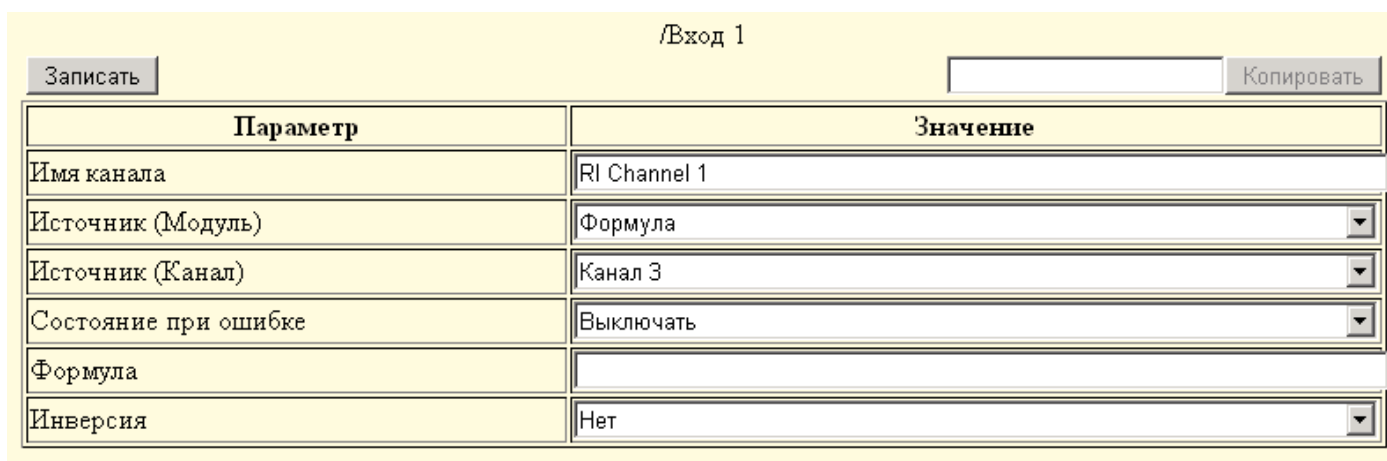 /Вход 1
Записать Копировать
Параметр Значение
Имя канала RI Channel 1
Источник (Модуль) Формула
Источник (Канал) Канал 3
Состояние при ошибке Выключать
Формула
Инверсия Нет